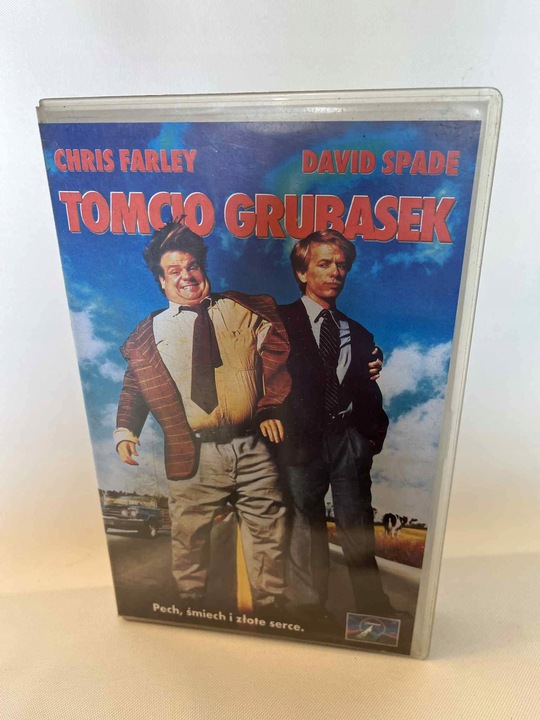 CHRIS FARLEY DAVID SPADE
TOMCIO GRUBASEK
Pech, śmiech i złote serce.